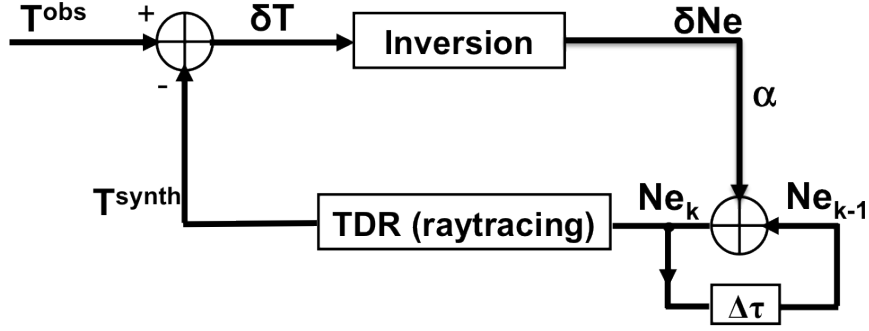 T^obs
+
δT
Inversion
δNe
-
α
T^synth
TDR (raytracing)
Ne_k
Ne_k-1
Δτ